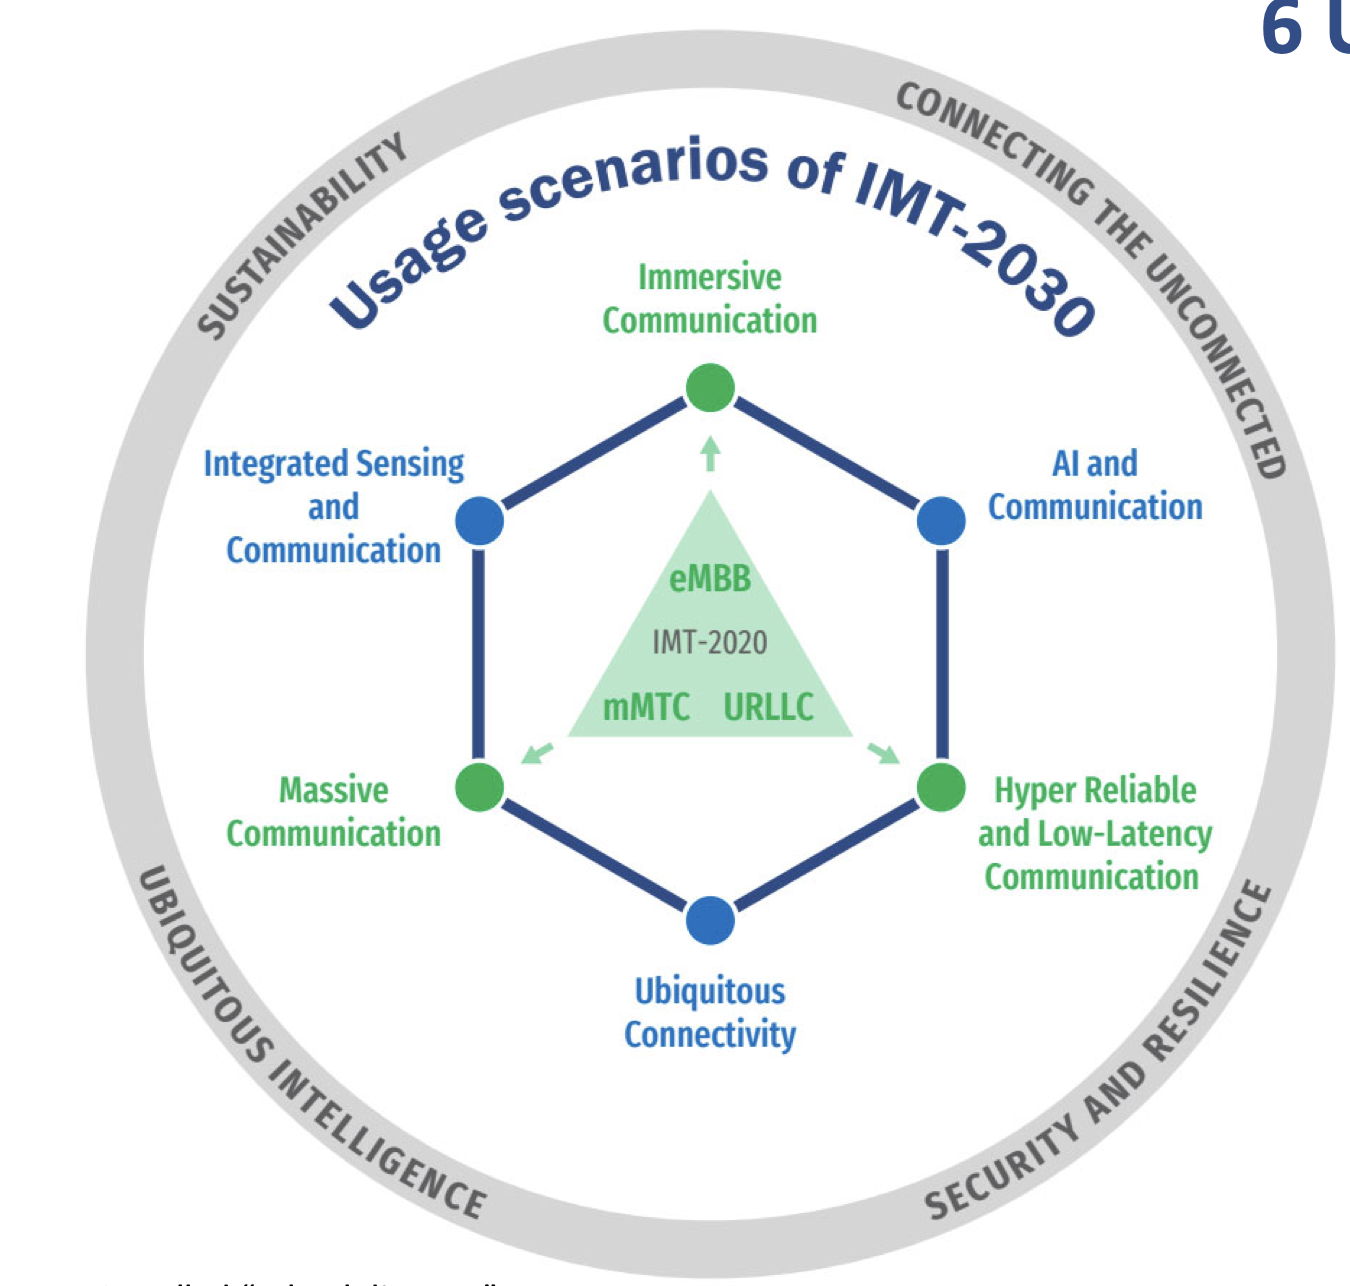 6
SUSTAINABILITY
CONNECTING THE UNCONNECTED
Usage scenarios of IMT-2030
Immersive
Communication
Integrated Sensing
and
Communication
AI and
Communication
eMBB
IMT-2020
mMTC URLLC
Massive
Communication
Hyper Reliable
and Low-Latency
Communication
Ubiquitous
Connectivity
UBIQUITOUS INTELLIGENCE
SECURITY AND RESILIENCE